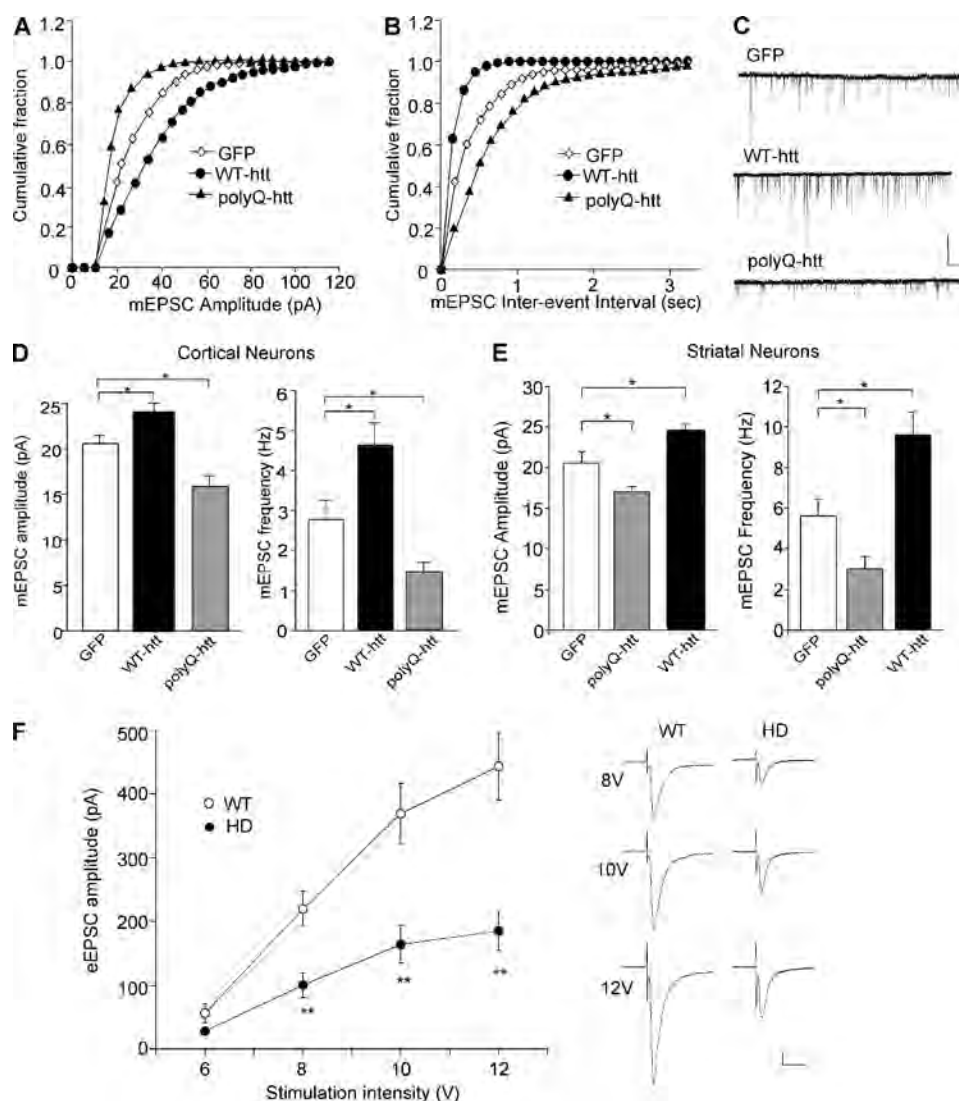 A
1.2
1.0
0.8
0.6
0.4
0.2
0
Cumulative fraction
GFP
WT-htt
polyQ-htt
0 20 40 60 80 100 120
mEPSC Amplitude (pA)
B
1.2
1.0
0.8
0.6
0.4
0.2
0
Cumulative fraction
GFP
WT-htt
polyQ-htt
0 1 2 3
mEPSC Inter-event Interval (sec)
C
GFP
WT-htt
polyQ-htt
D
Cortical Neurons
25
20
15
10
5
0
mEPSC amplitude (pA)
*
*
GFP
WT-htt
polyQ-htt
6
5
4
3
2
1
0
mEPSC frequency (Hz)
*
*
GFP
WT-htt
polyQ-htt
E
Striatal Neurons
30
25
20
15
10
5
0
mEPSC Amplitude (pA)
*
*
GFP
polyQ-htt
WT-htt
12
10
8
6
4
2
0
mEPSC Frequency (Hz)
*
*
GFP
polyQ-htt
WT-htt
F
500
400
300
200
100
0
eEPSC amplitude (pA)
WT
HD
**
**
**
6 8 10 12
Stimulation intensity (V)
WT HD
8V
10V
12V